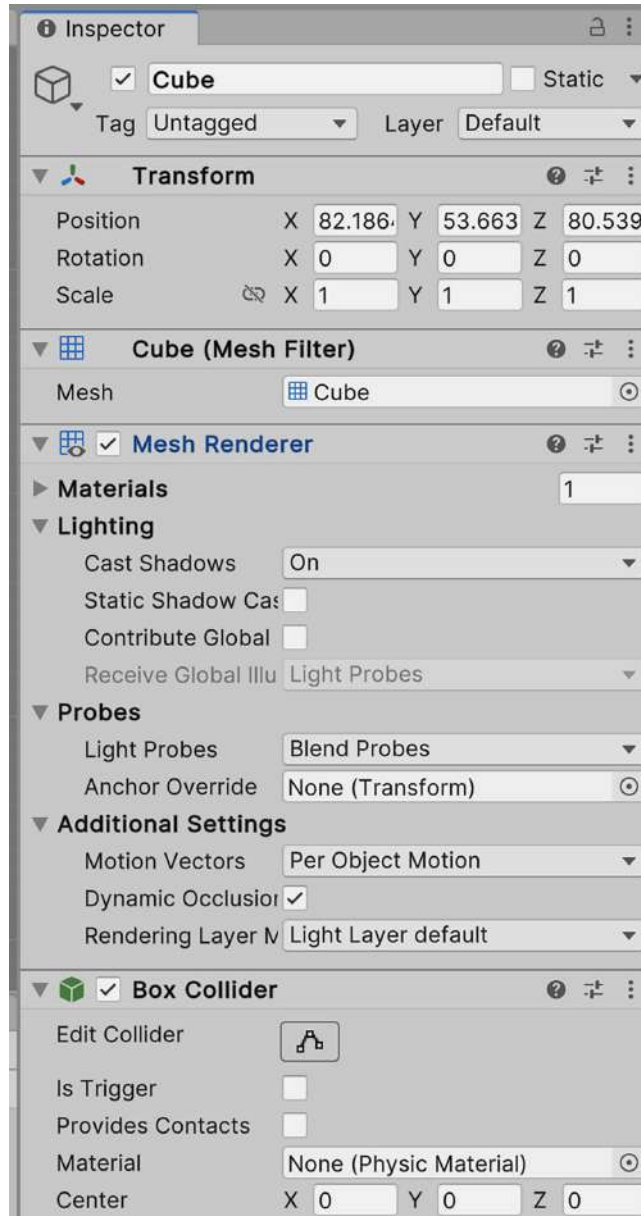 Inspector
Cube Static
Tag Untagged Layer Default
Transform
Position X 82.186 Y 53.663 Z 80.539
Rotation X 0 Y 0 Z 0
Scale X 1 Y 1 Z 1
Cube (Mesh Filter)
Mesh Cube
Mesh Renderer
Materials 1
Lighting
Cast Shadows On
Static Shadow Cas
Contribute Global
Receive Global Illu Light Probes
Probes
Light Probes Blend Probes
Anchor Override None (Transform)
Additional Settings
Motion Vectors Per Object Motion
Dynamic Occlusion
Rendering Layer M Light Layer default
Box Collider
Edit Collider
Is Trigger
Provides Contacts
Material None (Physic Material)
Center X 0 Y 0 Z 0